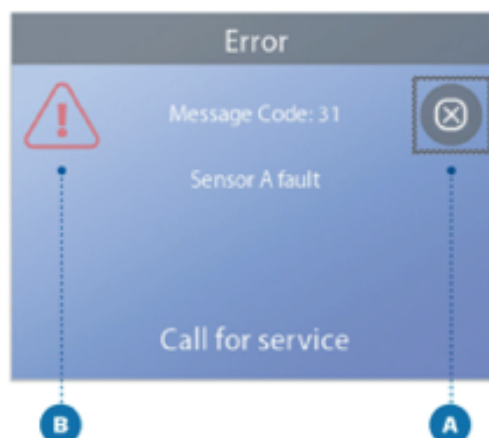 Error
Message Code: 31
Sensor A fault
Call for service
B
A